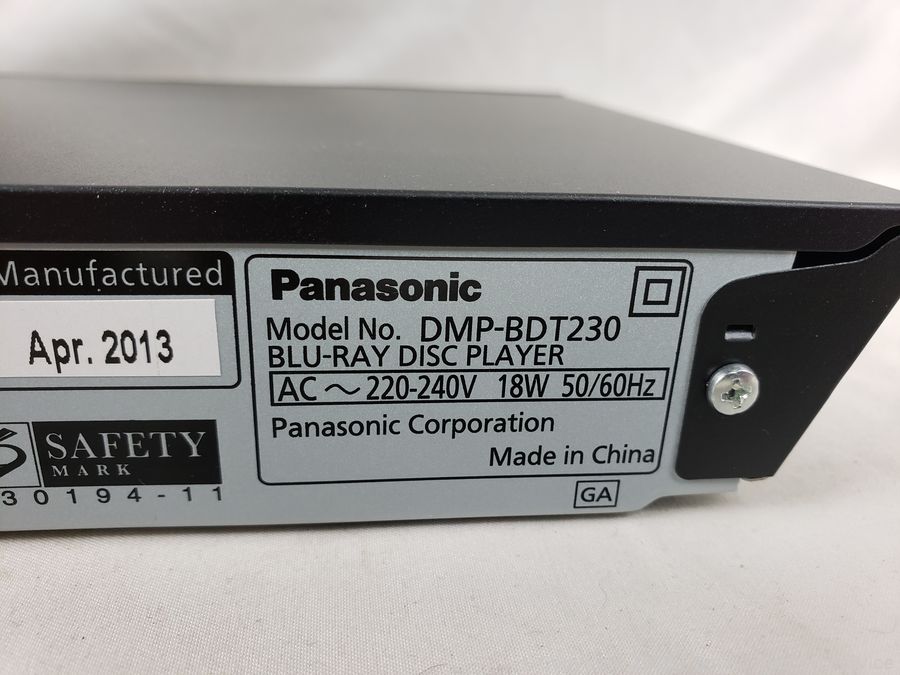 Manufactured
Apr. 2013
SAFETY
MARK
30194-11
Panasonic
Model No. DMP-BDT230
BLU-RAY DISC PLAYER
AC ～ 220-240V 18W 50/60Hz
Panasonic Corporation
Made in China
GA